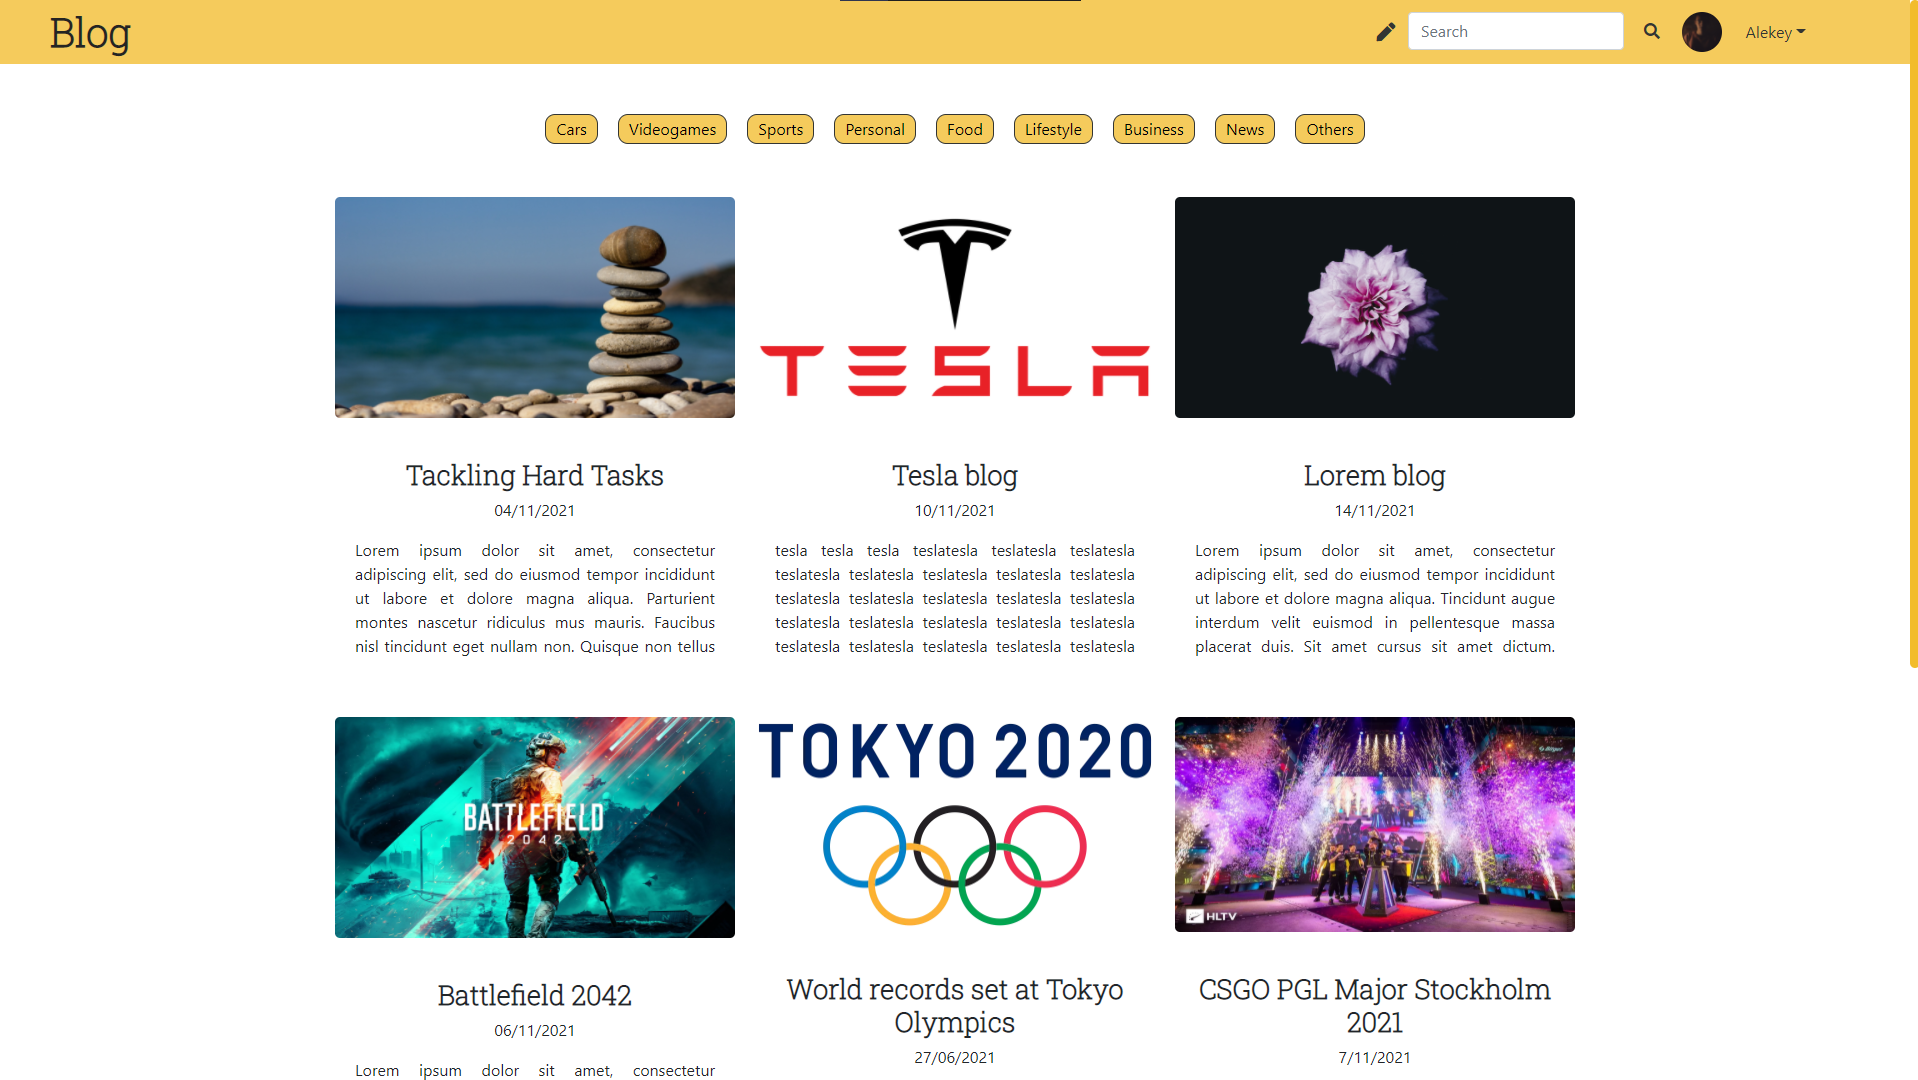 Blog
Search
Alekey
Cars
Videogames
Sports
Personal
Food
Lifestyle
Business
News
Others
TESLA
Tackling Hard Tasks
04/11/2021
Lorem ipsum dolor sit amet, consectetur
adipiscing elit, sed do eiusmod tempor incididunt
ut labore et dolore magna aliqua. Parturient
montes nascetur ridiculus mus mauris. Faucibus
nisl tincidunt eget nullam non. Quisque non tellus
Tesla blog
10/11/2021
tesla tesla tesla teslatesla teslatesla teslatesla
teslatesla teslatesla teslatesla teslatesla teslatesla
teslatesla teslatesla teslatesla teslatesla teslatesla
teslatesla teslatesla teslatesla teslatesla teslatesla
teslatesla teslatesla teslatesla teslatesla teslatesla
Lorem blog
14/11/2021
Lorem ipsum dolor sit amet, consectetur
adipiscing elit, sed do eiusmod tempor incididunt
ut labore et dolore magna aliqua. Tincidunt augue
interdum velit euismod in pellentesque massa
placerat duis. Sit amet cursus sit amet dictum.
BATTLEFIELD
2042
Battlefield 2042
06/11/2021
Lorem ipsum dolor sit amet, consectetur
TOKYO 2020
World records set at Tokyo
Olympics
27/06/2021
HLTV
CSGO PGL Major Stockholm
2021
7/11/2021